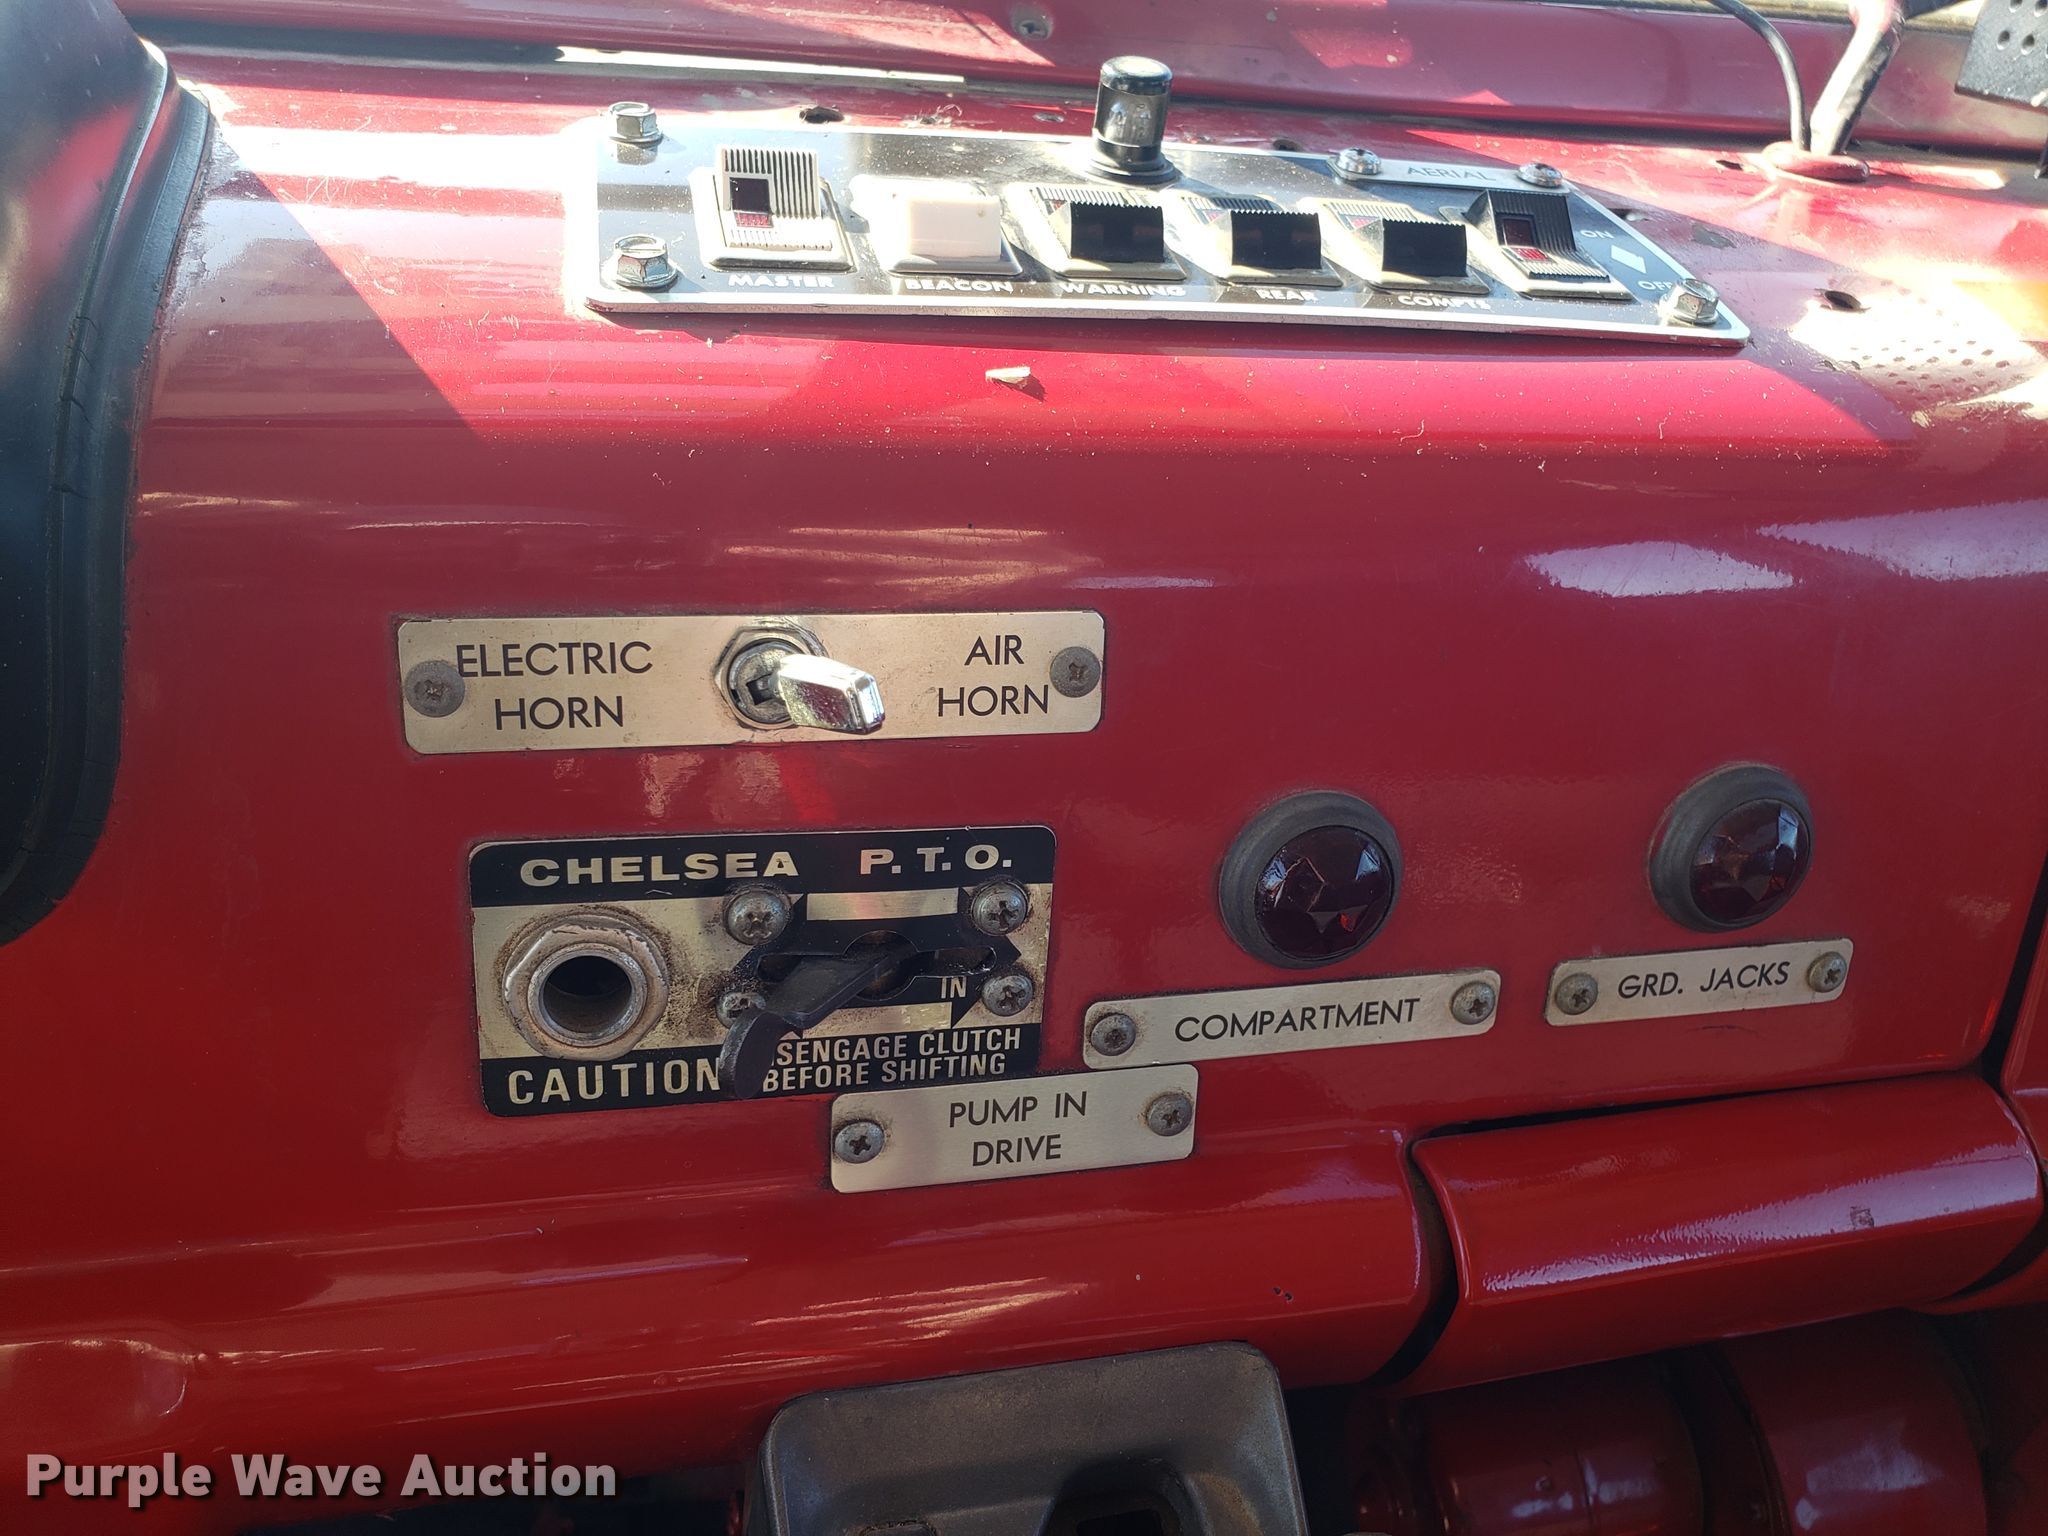 AERIAL
ON
OFF
MASTER
BEACON
WARNING
REAR
COMPTS
ELECTRIC
HORN
AIR
HORN
CHELSEA P.T.O.
IN
CAUTION
SENGAGE CLUTCH
BEFORE SHIFTING
COMPARTMENT
GRD. JACKS
PUMP IN
DRIVE
Purple Wave Auction